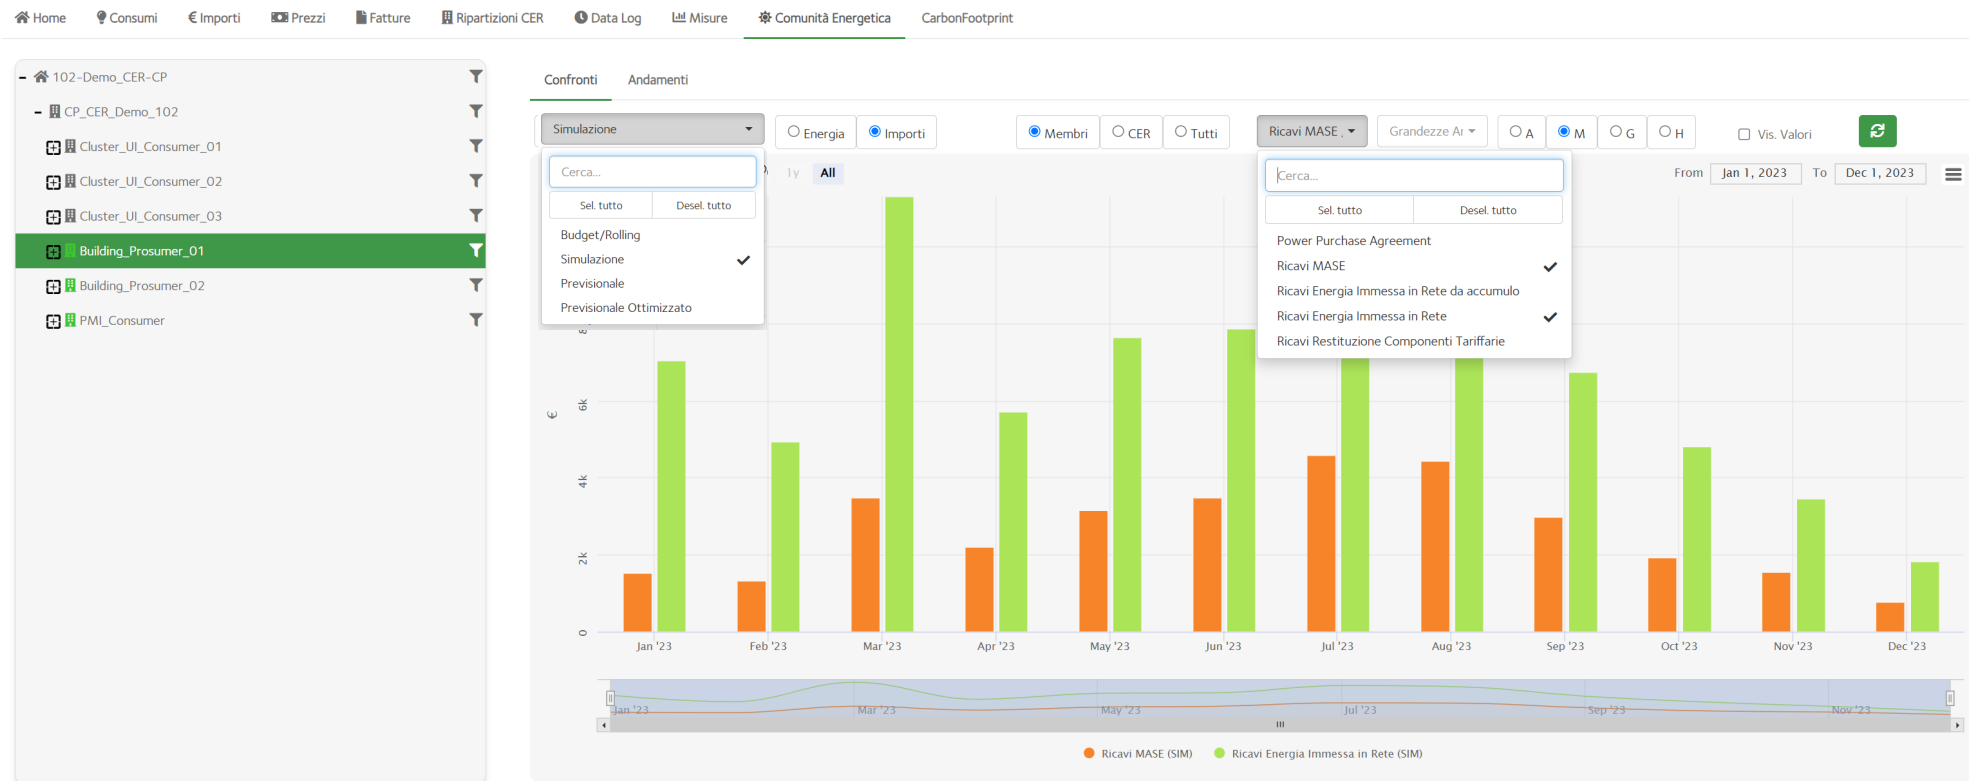 Home Consumi € Importi Prezzi Fatture Ripartizioni CER Data Log Misure Comunità Energetica CarbonFootprint
102-Demo_CER-CP
CP_CER_Demo_102
Cluster_UI_Consumer_01
Cluster_UI_Consumer_02
Cluster_UI_Consumer_03
Building_Prosumer_01
Building_Prosumer_02
PMI_Consumer
Confronti Andamenti
Simulazione Energia Importi Membri CER Tutti Ricavi MASE , Grandezze Ar A M G H Vis. Valori
Cerca...
Sel. tutto Desel. tutto
Budget/Rolling
Simulazione
Previsionale
Previsionale Ottimizzato
1y All
Cerca...
Sel. tutto Desel. tutto
Power Purchase Agreement
Ricavi MASE
Ricavi Energia Immessa in Rete da accumulo
Ricavi Energia Immessa in Rete
Ricavi Restituzione Componenti Tariffarie
From Jan 1, 2023 To Dec 1, 2023
€
6k
4k
2k
0
Jan '23 Feb '23 Mar '23 Apr '23 May '23 Jun '23 Jul '23 Aug '23 Sep '23 Oct '23 Nov '23 Dec '23
Jan '23 Mar '23 May '23 Jul '23 Sep '23 Nov '23
Ricavi MASE (SIM) Ricavi Energia Immessa in Rete (SIM)